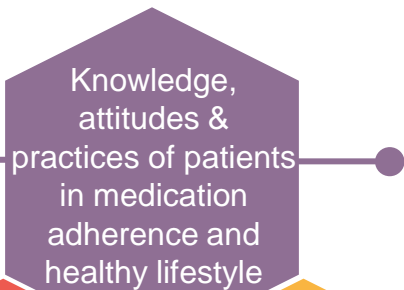 Knowledge,
attitudes &
practices of patients
in medication
adherence and
healthy lifestyle